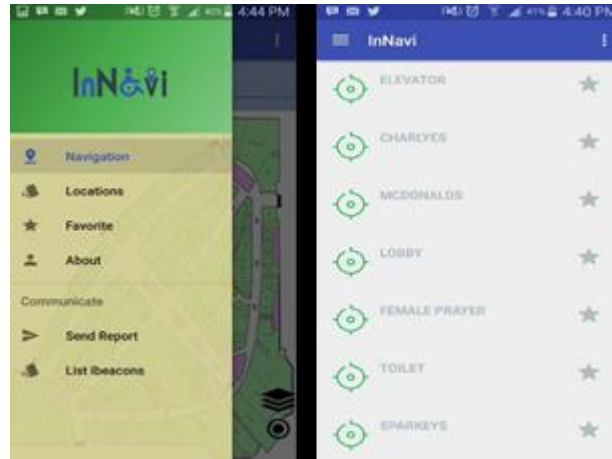 4:44 PM
InNavi
Navigation
Locations
Favorite
About
Communicate
Send Report
List Ibeacons
4:40 PM
InNavi
ELEVATOR
CHARLYES
MCDONALDS
LOBBY
FEMALE PRAYER
TOILET
SPARKEYS